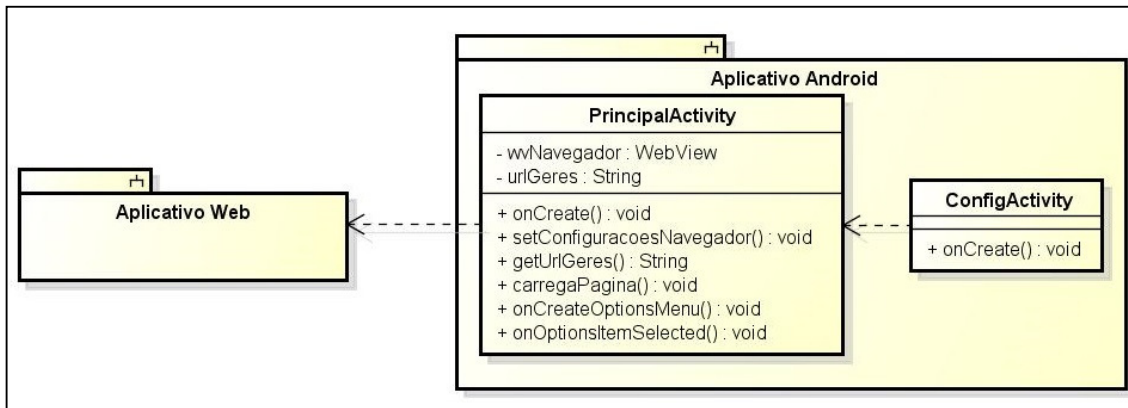 Aplicativo Android
PrincipalActivity
- wvNavegador : WebView
- urlGeres : String
+ onCreate() : void
+ setConfiguracoesNavegador() : void
+ getUrlGeres() : String
+ carregaPagina() : void
+ onCreateOptionsMenu() : void
+ onOptionsItemSelected() : void
Aplicativo Web
ConfigActivity
+ onCreate() : void